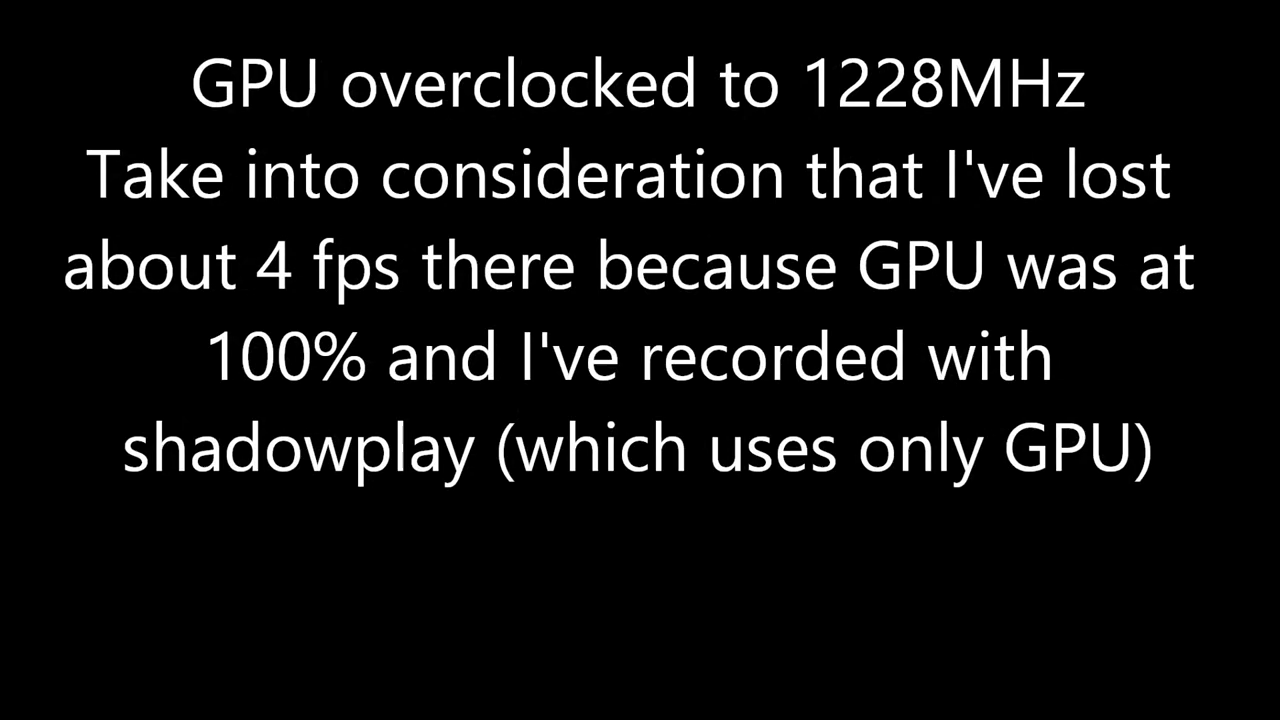 GPU overclocked to 1228MHz
Take into consideration that I've lost
about 4 fps there because GPU was at
100% and I've recorded with
shadowplay (which uses only GPU)